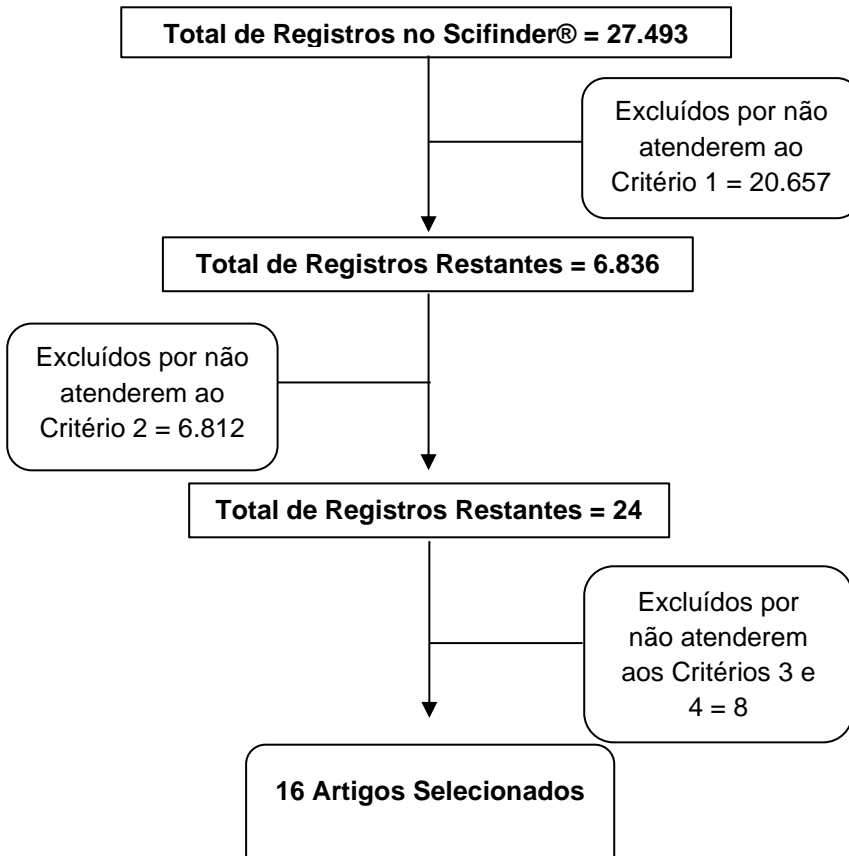 Total de Registros no Scifinder® = 27.493
Excluídos por não
atenderem ao
Critério 1 = 20.657
Total de Registros Restantes = 6.836
Excluídos por não
atenderem ao
Critério 2 = 6.812
Total de Registros Restantes = 24
Excluídos por
não atenderem
aos Critérios 3 e
4 = 8
16 Artigos Selecionados